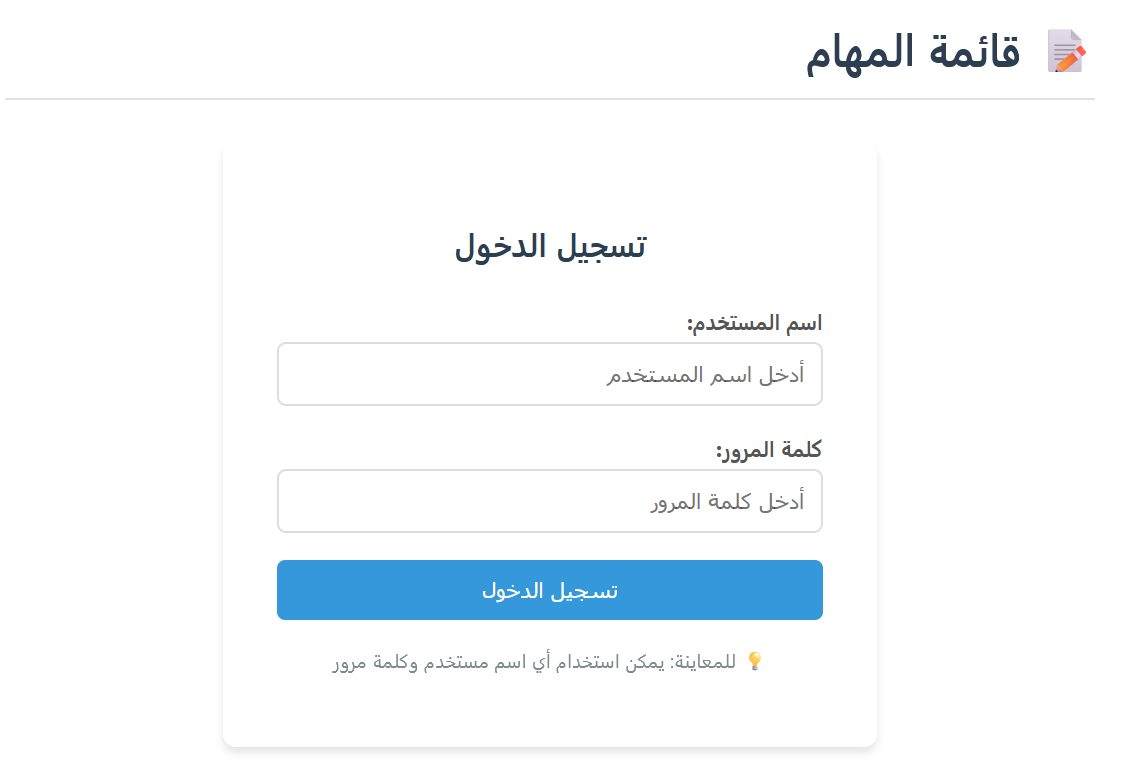 📝 قائمة المهام
تسجيل الدخول
اسم المستخدم:
أدخل اسم المستخدم
كلمة المرور:
أدخل كلمة المرور
تسجيل الدخول
💡 للمعاينة: يمكن استخدام أي اسم مستخدم وكلمة مرور